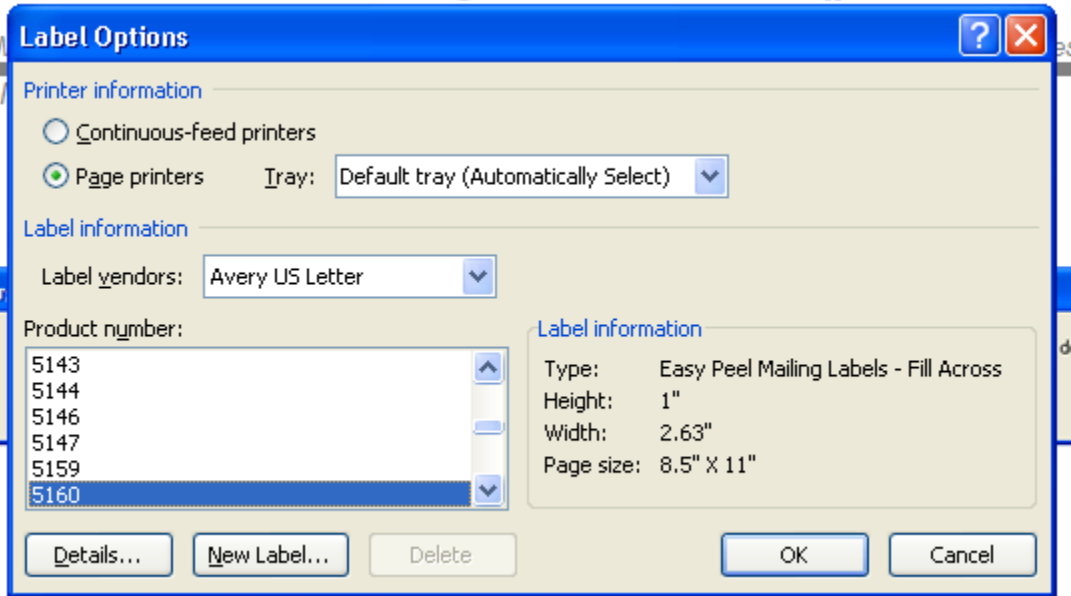 Label Options
Printer information
Continuous-feed printers
Page printers Tray: Default tray (Automatically Select)
Label information
Label vendors: Avery US Letter
Product number:
5143
5144
5146
5147
5159
5160
Label information
Type: Easy Peel Mailing Labels - Fill Across
Height: 1"
Width: 2.63"
Page size: 8.5" X 11"
Details... New Label... Delete OK Cancel